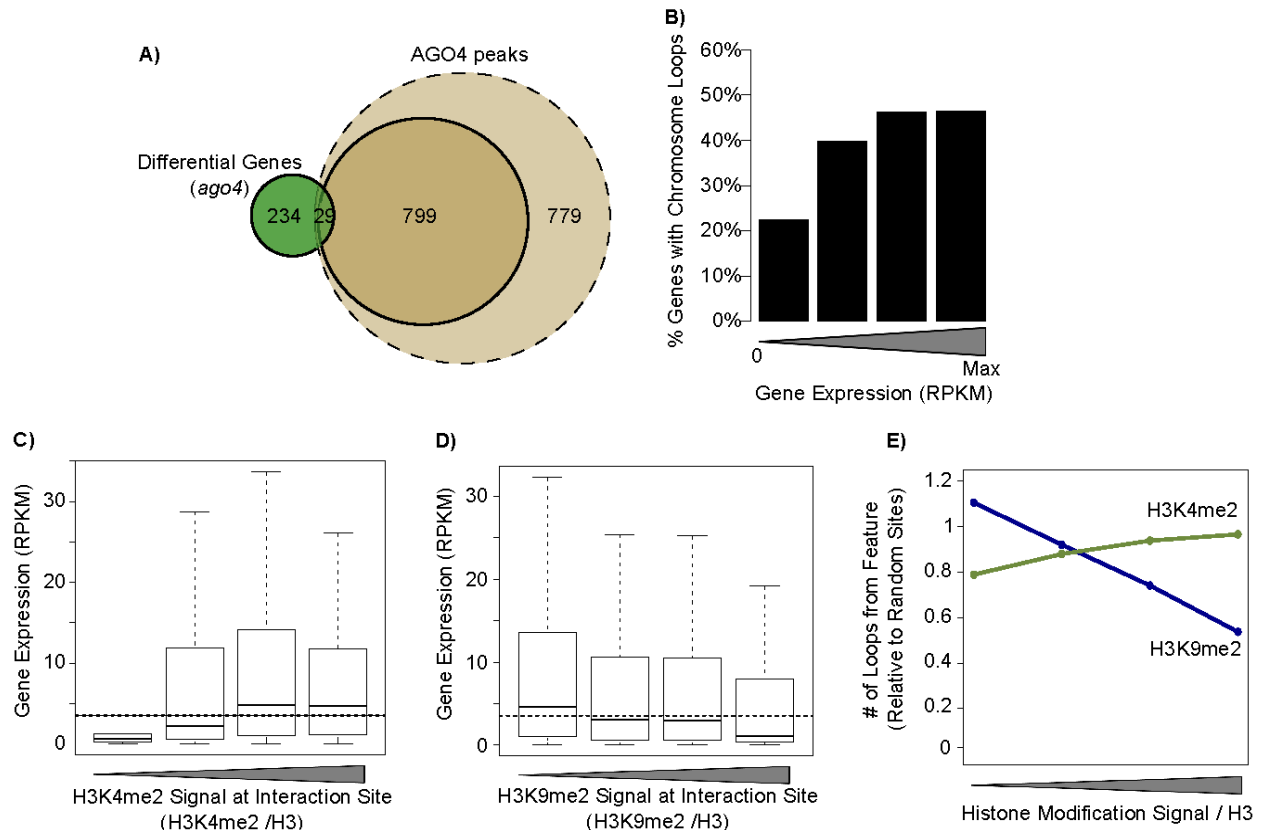 A)
AGO4 peaks
Differential Genes
(ago4)
234
29
799
779
B)
% Genes with Chromosome Loops
60%
50%
40%
30%
20%
10%
0%
0
Max
Gene Expression (RPKM)
C)
Gene Expression (RPKM)
30
20
10
0
H3K4me2 Signal at Interaction Site
(H3K4me2 /H3)
D)
Gene Expression (RPKM)
30
20
10
0
H3K9me2 Signal at Interaction Site
(H3K9me2 /H3)
E)
# of Loops from Feature
(Relative to Random Sites)
1.2
1
0.8
0.6
0.4
0.2
0
H3K4me2
H3K9me2
Histone Modification Signal / H3